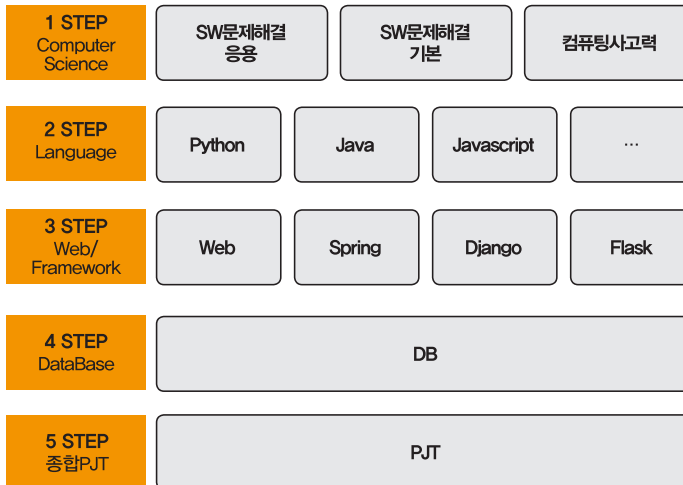 1 STEP
Computer
Science
SW문제해결
응용
SW문제해결
기본
컴퓨팅사고력
2 STEP
Language
Python
Java
Javascript
...
3 STEP
Web/
Framework
Web
Spring
Django
Flask
4 STEP
DataBase
DB
5 STEP
종합PJT
PJT